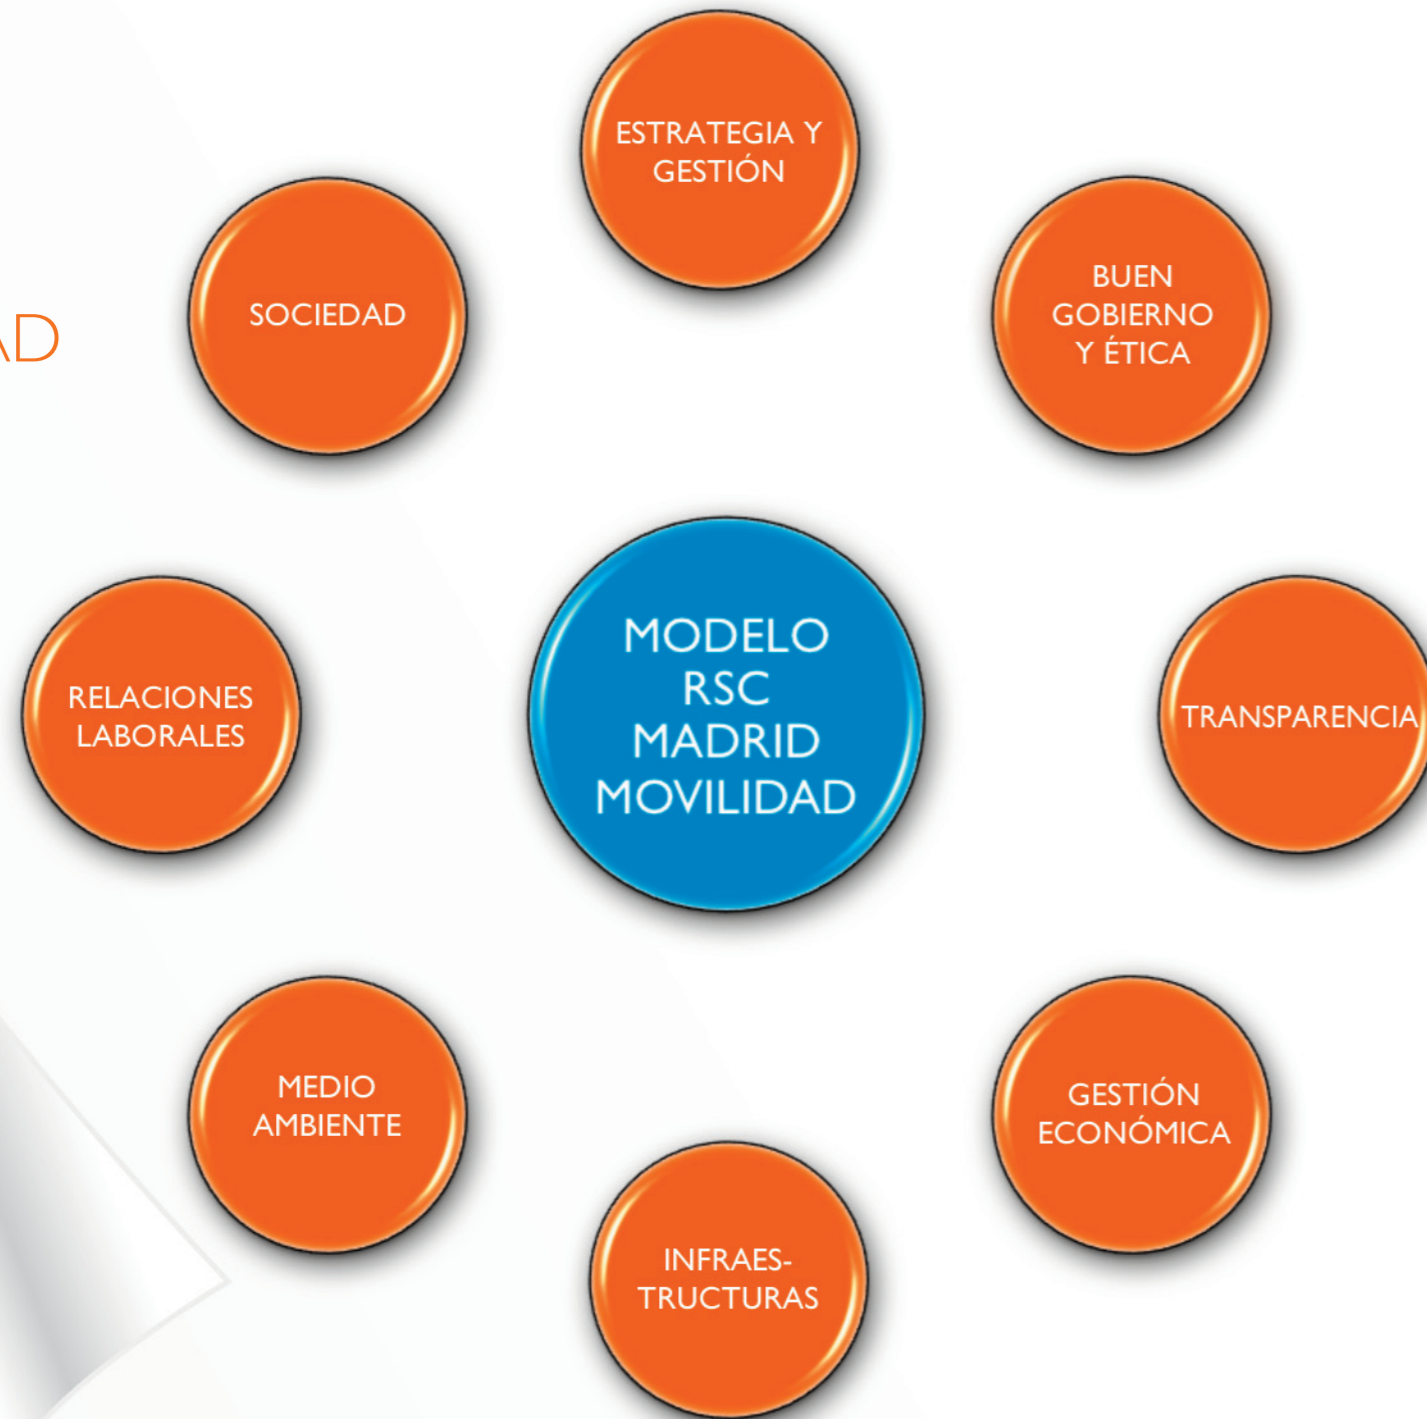 ESTRATEGIA Y
GESTIÓN
SOCIEDAD
BUEN
GOBIERNO
Y ÉTICA
AD
MODELO
RSC
MADRID
MOVILIDAD
RELACIONES
LABORALES
TRANSPARENCIA
MEDIO
AMBIENTE
GESTIÓN
ECONÓMICA
INFRAES-
TRUCTURAS